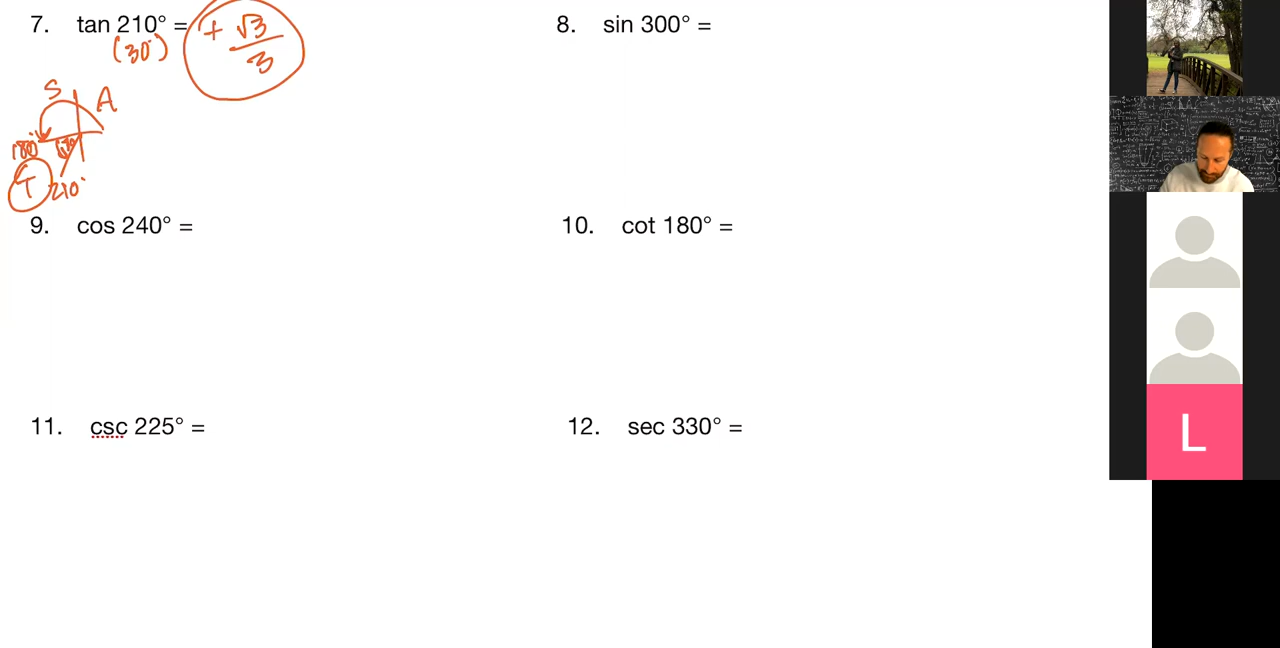 7. tan 210° = + √3/3
(30°)
S A
180° 30°
T 210°
8. sin 300° =
9. cos 240° =
10. cot 180° =
11. csc 225° =
12. sec 330° =
L